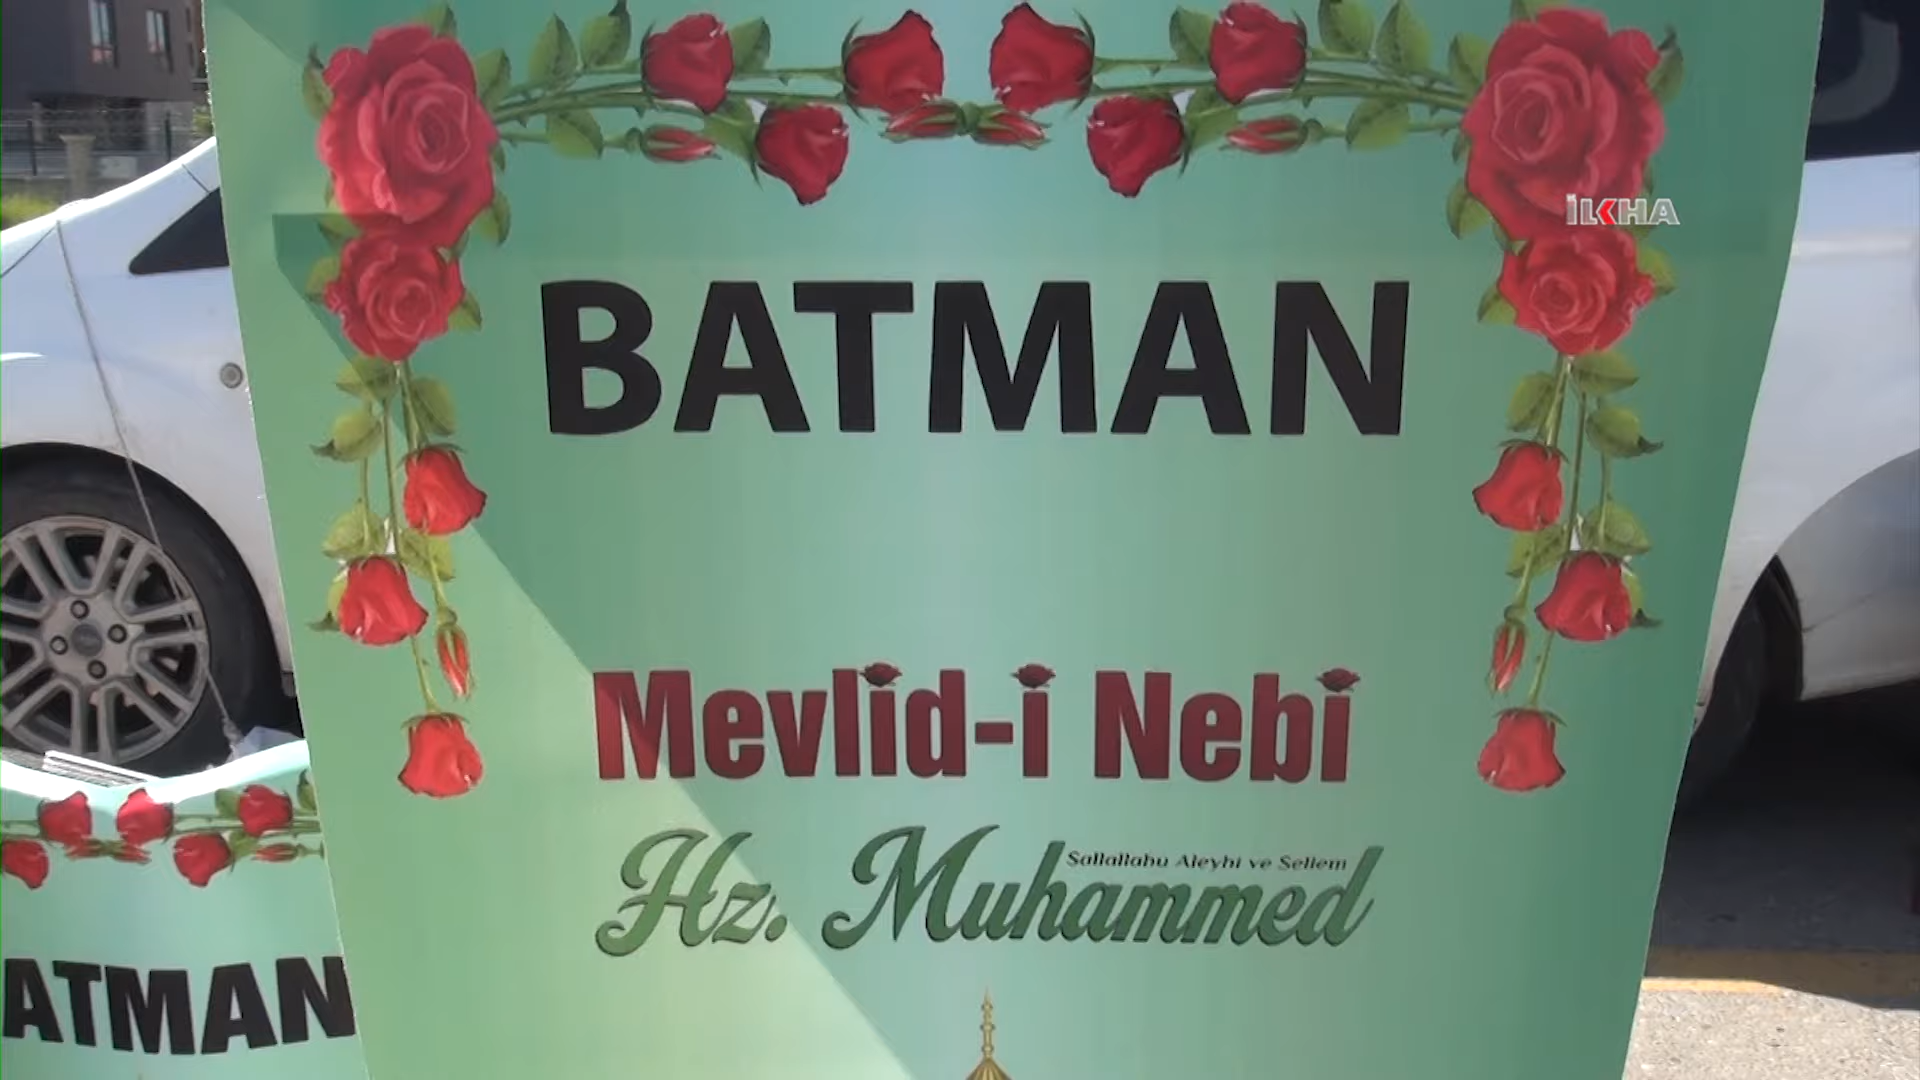 İLKHA
BATMAN
Mevlid-i Nebi
Sallallahu Aleyhi ve Sellem
Hz. Muhammed
ATMAN